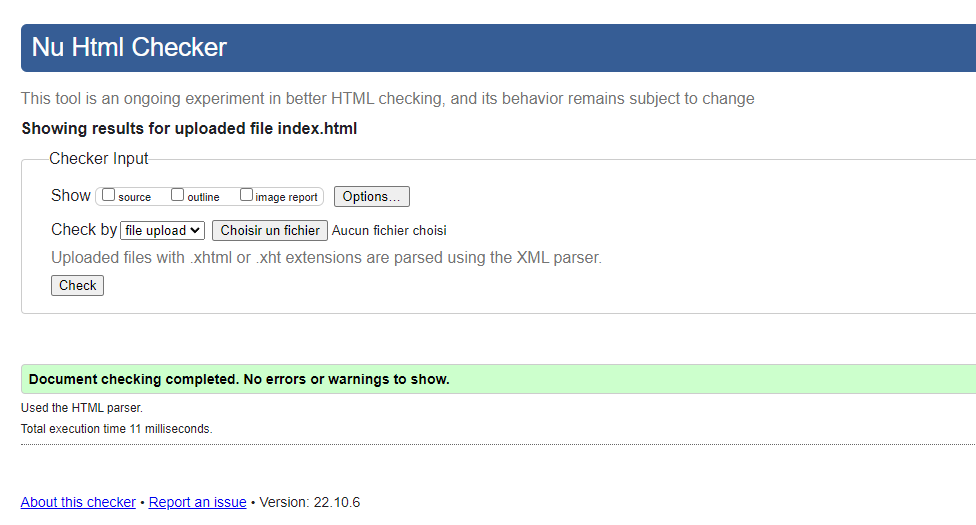 Nu Html Checker
This tool is an ongoing experiment in better HTML checking, and its behavior remains subject to change
Showing results for uploaded file index.html
Checker Input
Show source outline image report Options...
Check by file upload Choisir un fichier Aucun fichier choisi
Uploaded files with .xhtml or .xht extensions are parsed using the XML parser.
Check
Document checking completed. No errors or warnings to show.
Used the HTML parser.
Total execution time 11 milliseconds.
About this checker • Report an issue • Version: 22.10.6